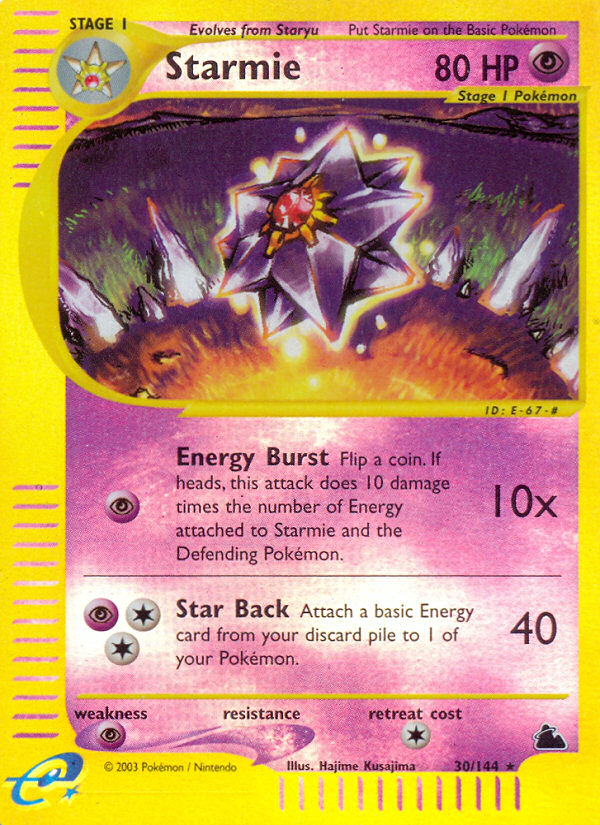 STAGE 1
Evolves from Staryu
Put Starmie on the Basic Pokémon
Starmie
80 HP
Stage 1 Pokémon
ID: E-67-#
Energy Burst Flip a coin. If
heads, this attack does 10 damage
times the number of Energy
attached to Starmie and the
Defending Pokémon.
10x
Star Back Attach a basic Energy
card from your discard pile to 1 of
your Pokémon.
40
weakness
resistance
retreat cost
© 2003 Pokémon / Nintendo
Illus. Hajime Kusajima
30/144 ★
e